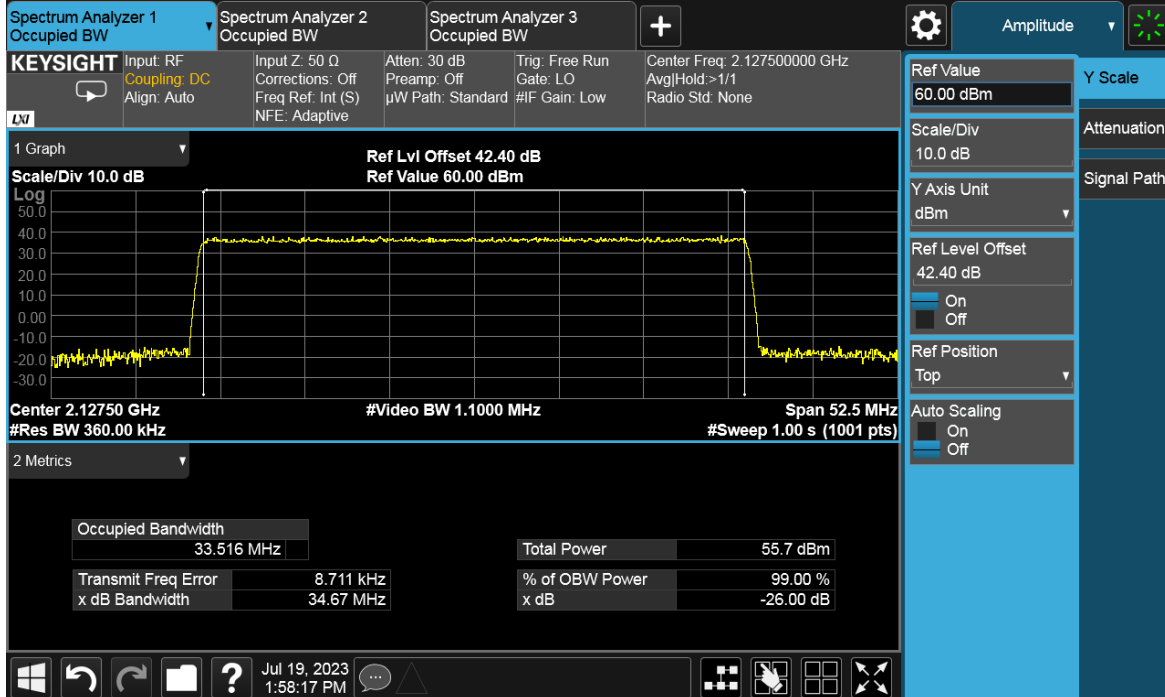 Spectrum Analyzer 1
Occupied BW
Spectrum Analyzer 2
Occupied BW
Spectrum Analyzer 3
Occupied BW
Amplitude
KEYSIGHT
LXI
Input: RF
Coupling: DC
Align: Auto
Input Z: 50 Ω
Corrections: Off
Freq Ref: Int (S)
NFE: Adaptive
Atten: 30 dB
Preamp: Off
µW Path: Standard
Trig: Free Run
Gate: LO
#IF Gain: Low
Center Freq: 2.127500000 GHz
Avg|Hold:>1/1
Radio Std: None
1 Graph
Scale/Div 10.0 dB
Ref Lvl Offset 42.40 dB
Ref Value 60.00 dBm
Log
50.0
40.0
30.0
20.0
10.0
0.00
-10.0
-20.0
-30.0
Center 2.12750 GHz
#Res BW 360.00 kHz
#Video BW 1.1000 MHz
Span 52.5 MHz
#Sweep 1.00 s (1001 pts)
2 Metrics
Occupied Bandwidth
33.516 MHz
Transmit Freq Error 8.711 kHz
x dB Bandwidth 34.67 MHz
Total Power 55.7 dBm
% of OBW Power 99.00 %
x dB -26.00 dB
Ref Value
60.00 dBm
Scale/Div
10.0 dB
Y Axis Unit
dBm
Ref Level Offset
42.40 dB
On
Off
Ref Position
Top
Auto Scaling
On
Off
Y Scale
Attenuation
Signal Path
?
Jul 19, 2023
1:58:17 PM